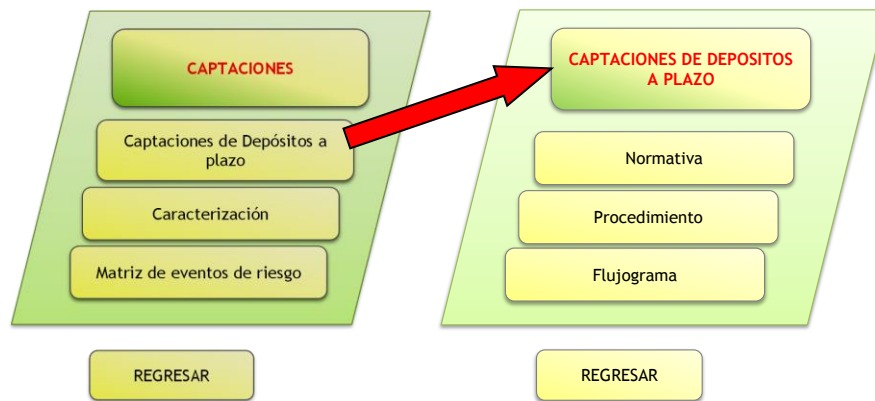 CAPTACIONES
Captaciones de Depósitos a
plazo
Caracterización
Matriz de eventos de riesgo
REGRESAR
CAPTACIONES DE DEPOSITOS
A PLAZO
Normativa
Procedimiento
Flujograma
REGRESAR